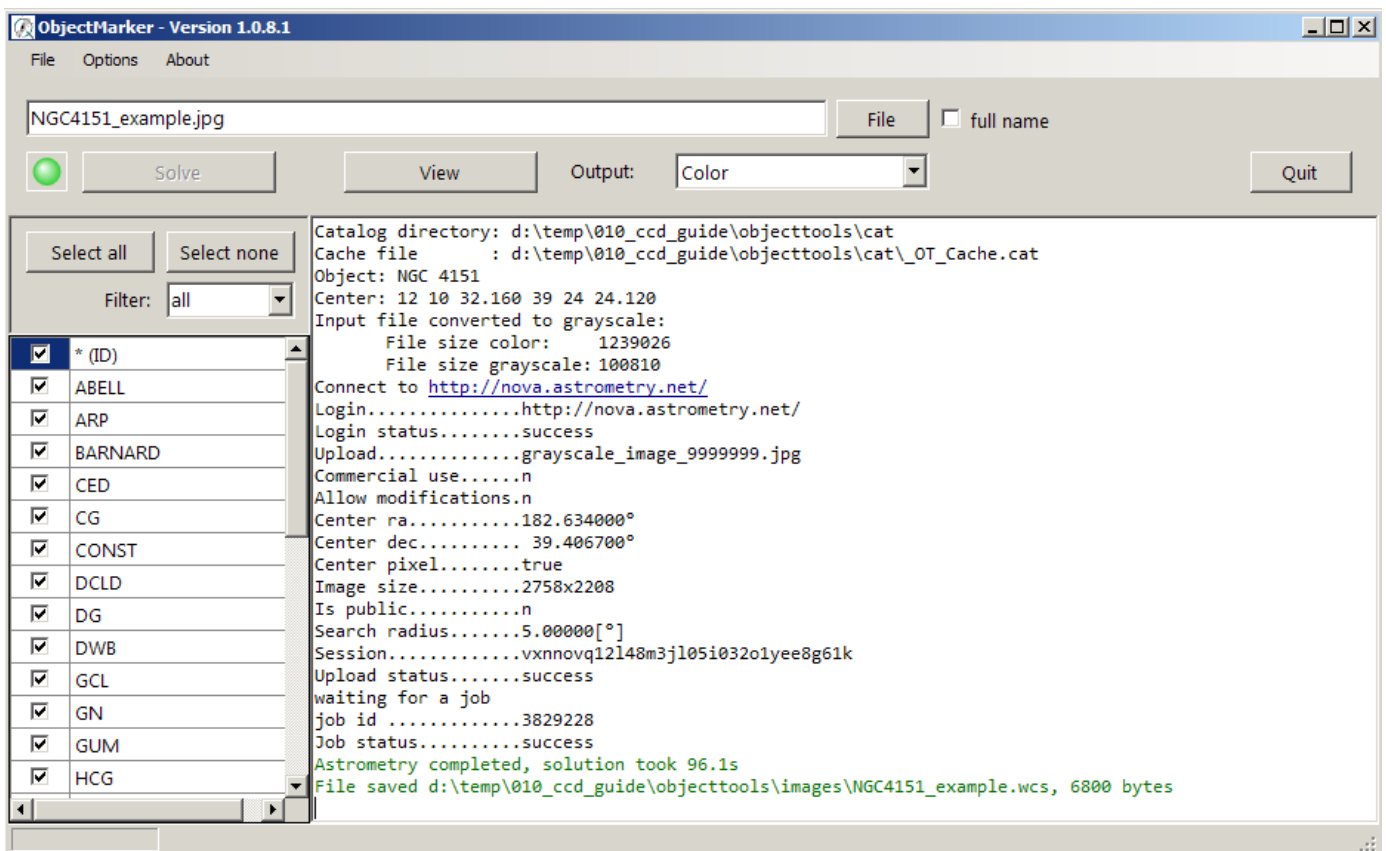 ObjectMarker - Version 1.0.8.1
File Options About
NGC4151_example.jpg File full name
Solve View Output: Color Quit
Select all Select none
Filter: all
* (ID)
ABELL
ARP
BARNARD
CED
CG
CONST
DCLD
DG
DWB
GCL
GN
GUM
HCG
Catalog directory: d:\temp\010_ccd_guide\objecttools\cat
Cache file : d:\temp\010_ccd_guide\objecttools\cat\_OT_Cache.cat
Object: NGC 4151
Center: 12 10 32.160 39 24 24.120
Input file converted to grayscale:
File size color: 1239026
File size grayscale: 100810
Connect to http://nova.astrometry.net/
Login...............http://nova.astrometry.net/
Login status........success
Upload..............grayscale_image_9999999.jpg
Commercial use......n
Allow modifications.n
Center ra...........182.634000°
Center dec.......... 39.406700°
Center pixel........true
Image size..........2758x2208
Is public...........n
Search radius.......5.00000[°]
Session.............vxnnovq12l48m3jl05i032o1yee8g61k
Upload status.......success
waiting for a job
job id .............3829228
Job status..........success
Astrometry completed, solution took 96.1s
File saved d:\temp\010_ccd_guide\objecttools\images\NGC4151_example.wcs, 6800 bytes